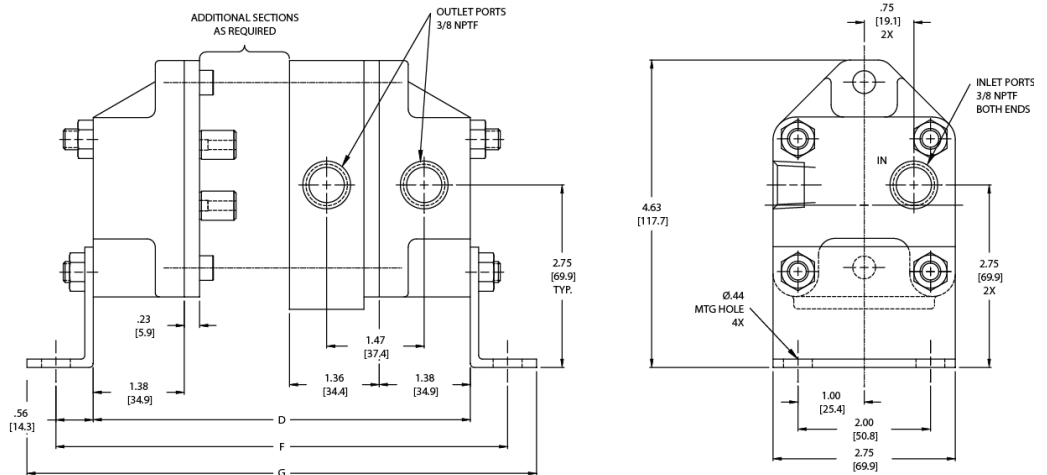 ADDITIONAL SECTIONS
AS REQUIRED
OUTLET PORTS
3/8 NPTF
.23
[5.9]
1.38
[34.9]
.56
[14.3]
1.47
[37.4]
1.36
[34.4]
1.38
[34.9]
2.75
[69.9]
TYP.
D
F
G
.75
[19.1]
2X
INLET PORTS
3/8 NPTF
BOTH ENDS
IN
4.63
[117.7]
2.75
[69.9]
2X
Ø.44
MTG HOLE
4X
1.00
[25.4]
2.00
[50.8]
2.75
[69.9]